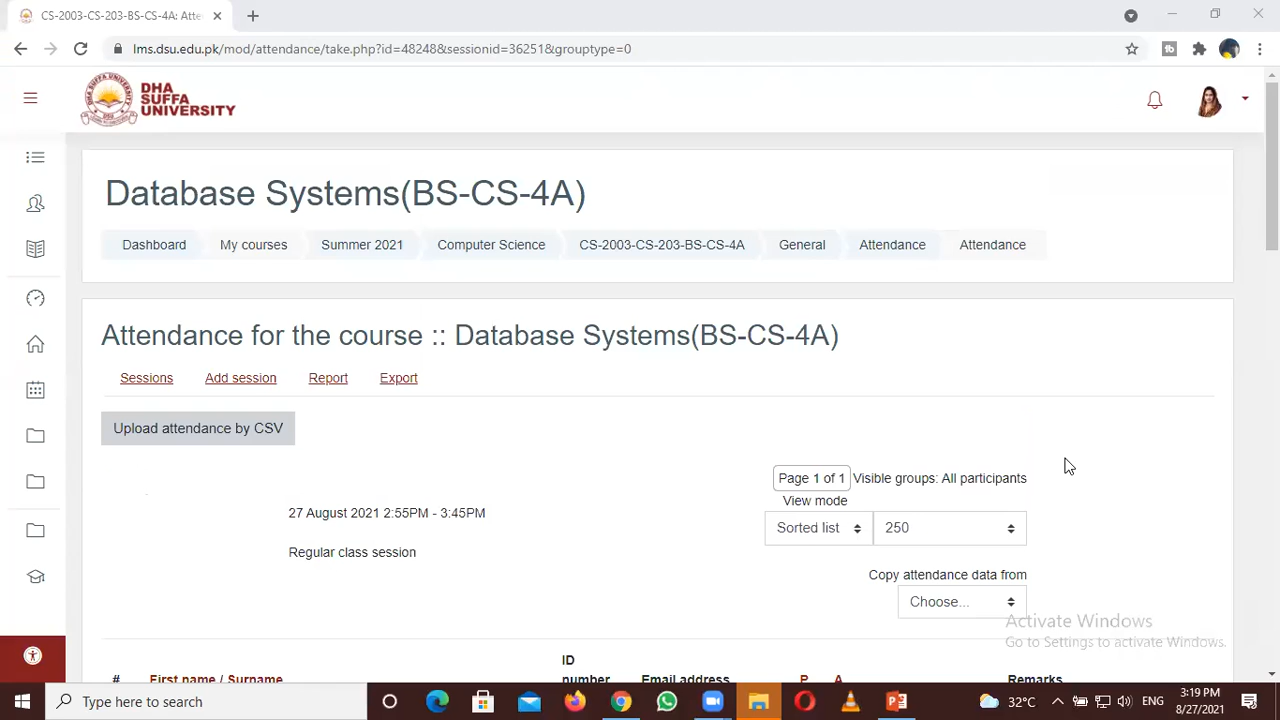 CS-2003-CS-203-BS-CS-4A: Atte
lms.dsu.edu.pk/mod/attendance/take.php?id=48248&sessionid=36251&grouptype=0
DHA
SUFFA
UNIVERSITY
Database Systems(BS-CS-4A)
Dashboard My courses Summer 2021 Computer Science CS-2003-CS-203-BS-CS-4A General Attendance Attendance
Attendance for the course :: Database Systems(BS-CS-4A)
Sessions Add session Report Export
Upload attendance by CSV
Page 1 of 1 Visible groups: All participants
View mode
27 August 2021 2:55PM - 3:45PM
Sorted list 250
Regular class session
Copy attendance data from
Choose...
Activate Windows
Go to Settings to activate Windows.
ID
# First name / Surname number Email address P A Remarks
Type here to search
32°C ENG
3:19 PM
8/27/2021